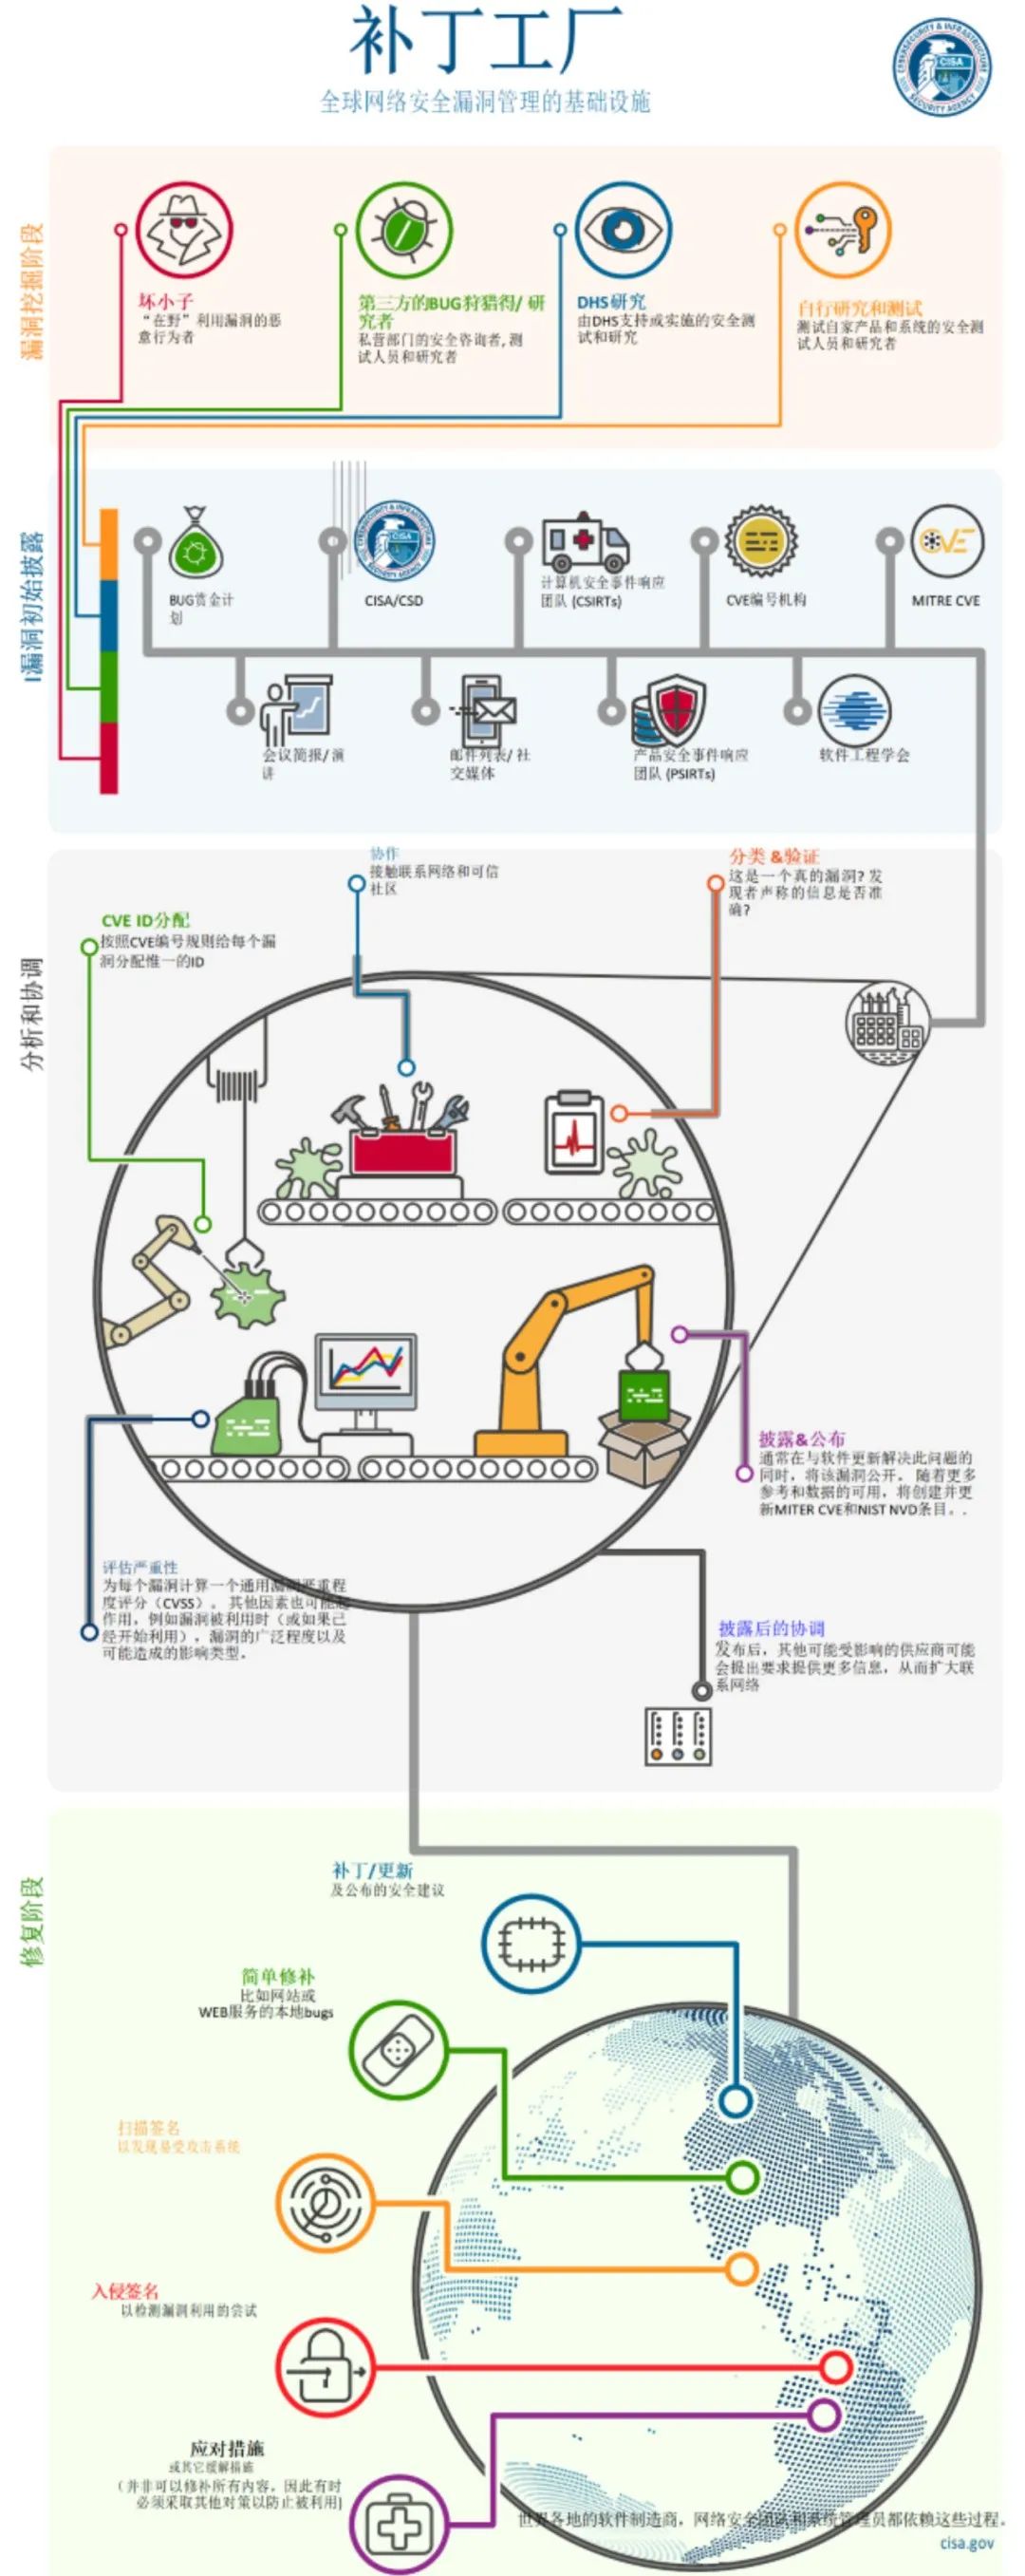 补丁工厂
全球网络安全漏洞管理的基础设施
CYBERSECURITY & INFRASTRUCTURE
CISA
SECURITY AGENCY
漏洞挖掘阶段
坏小子
“在野”利用漏洞的恶
意行为者
第三方的BUG狩猎得/ 研
究者
私营部门的安全咨询者, 测
试人员和研究者
DHS研究
由DHS支持或实施的安全测
试和研究
自行研究和测试
测试自家产品和系统的安全测
试人员和研究者
I漏洞初始披露
BUG赏金计
划
CYBERSECURITY & INFRASTRUCTURE
CISA
SECURITY AGENCY
CISA/CSD
计算机安全事件响应
团队 (CSIRTs)
CVE编号机构
CVE
MITRE CVE
会议简报/ 演
讲
邮件列表/ 社
交媒体
产品安全事件响应
团队 (PSIRTs)
软件工程学会
分析和协调
协作
接触联系网络和可信
社区
分类 &验证
这是一个真的漏洞? 发
现者声称的信息是否准
确?
CVE ID分配
按照CVE编号规则给每个漏
洞分配惟一的ID
披露&公布
通常在与软件更新解决此问题的
同时，将该漏洞公开。 随着更多
参考和数据的可用，将创建并更
新MITER CVE和NIST NVD条目。.
评估严重性
为每个漏洞计算一个通用漏洞严重程
度评分（CVSS）。 其他因素也可能起
作用，例如漏洞被利用时（或如果已
经开始利用），漏洞的广泛程度以及
可能造成的影响类型。
披露后的协调
发布后，其他可能受影响的供应商可能
会提出要求提供更多信息，从而扩大联
系网络
修复阶段
补丁/更新
及公布的安全建议
简单修补
比如网站或
WEB服务的本地bugs
扫描签名
以发现易受攻击系统
入侵签名
以检测漏洞利用的尝试
应对措施
或其它缓解措施
（并非可以修补所有内容，因此有时
必须采取其他对策以防止被利用)
世界各地的软件制造商，网络安全团队和系统管理员都依赖这些过程.
cisa.gov